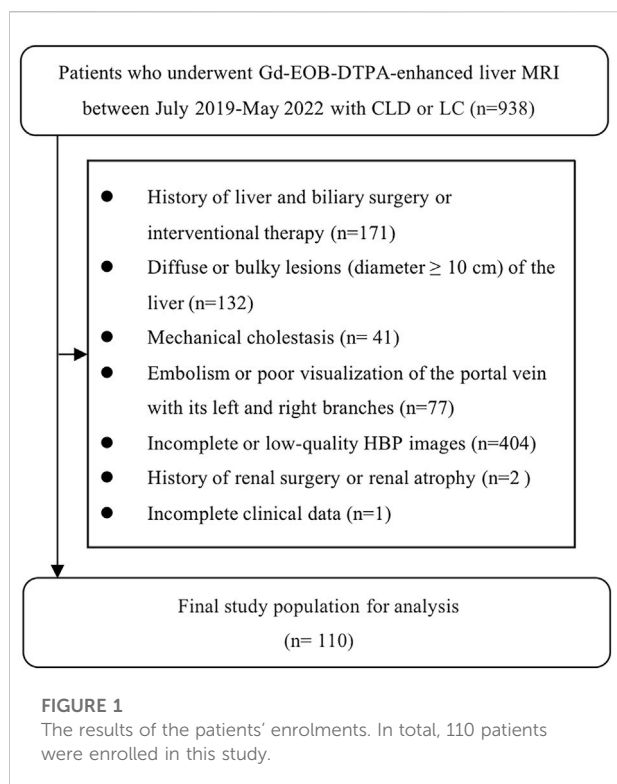 Patients who underwent Gd-EOB-DTPA-enhanced liver MRI
between July 2019-May 2022 with CLD or LC (n=938)
● History of liver and biliary surgery or
interventional therapy (n=171)
● Diffuse or bulky lesions (diameter ≥ 10 cm) of the
liver (n=132)
● Mechanical cholestasis (n= 41)
● Embolism or poor visualization of the portal vein
with its left and right branches (n=77)
● Incomplete or low-quality HBP images (n=404)
● History of renal surgery or renal atrophy (n=2 )
● Incomplete clinical data (n=1)
Final study population for analysis
(n= 110)
FIGURE 1
The results of the patients’ enrolments. In total, 110 patients
were enrolled in this study.